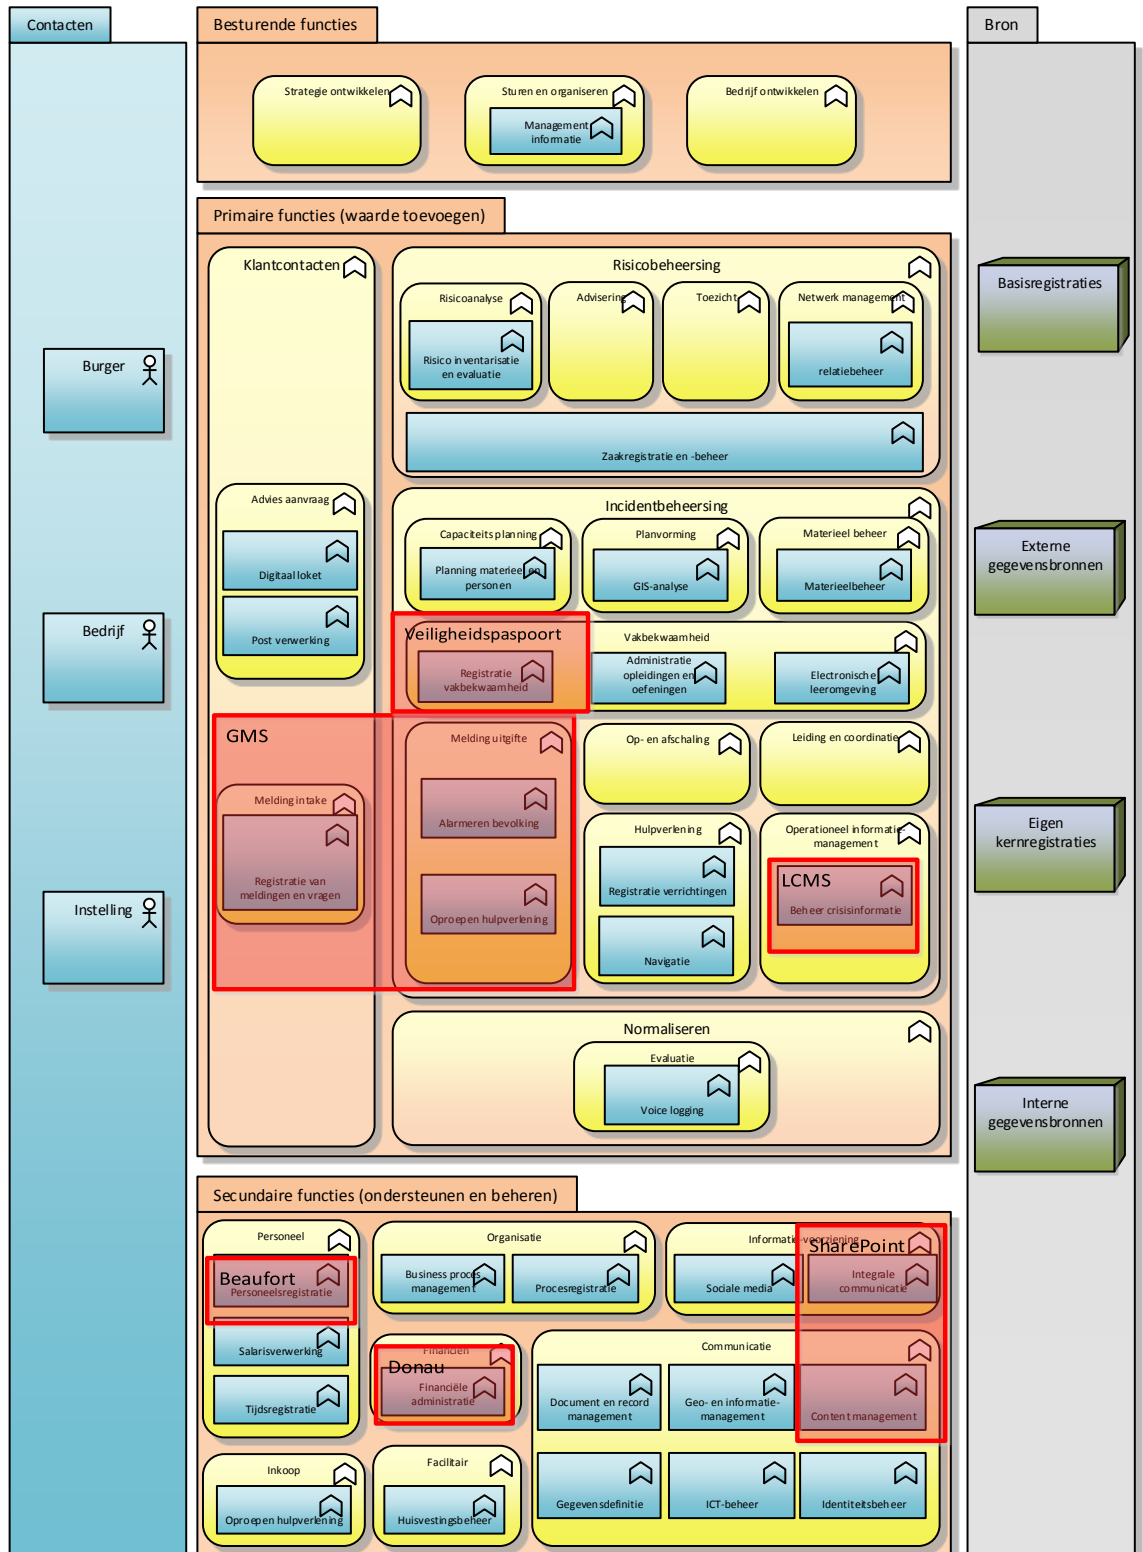 Contacten
Besturende functies
Bron
Strategie ontwikkelen
Sturen en organiseren
Management
informatie
Bedrijf ontwikkelen
Primaire functies (waarde toevoegen)
Klantcontacten
Risicobeheersing
Risicoanalyse
Advisering
Toezicht
Netwerk management
Risico inventarisatie
en evaluatie
relatiebeheer
Zaakregistratie en -beheer
Basisregistraties
Burger
Advies aanvraag
Digitaal loket
Post verwerking
Incidentbeheersing
Capaciteitsplanning
Planning materieel en
personen
Planvorming
GIS-analyse
Materieel beheer
Materieelbeheer
Externe
gegevensbronnen
Bedrijf
Veiligheidspaspoort
Vakbekwaamheid
Registratie
vakbekwaamheid
Administratie
opleidingen en
oefeningen
Electronische
leeromgeving
GMS
Melding intake
Registratie van
meldingen en vragen
Melding uitgifte
Alarmeren bevolking
Oproepen hulpverlening
Op- en afschaling
Leiding en coordinatie
Hulpverlening
Registratie verrichtingen
Navigatie
Operationeel informatie-
management
LCMS
Beheer crisisinformatie
Eigen
kernregistraties
Instelling
Normaliseren
Evaluatie
Voice logging
Interne
gegevensbronnen
Secundaire functies (ondersteunen en beheren)
Personeel
Beaufort
Personeelsregistratie
Salarisverwerking
Tijdsregistratie
Organisatie
Business proces
management
Procesregistratie
Informatie-voorziening
SharePoint
Sociale media
Integrale
communicatie
Financiën
Donau
Financiële
administratie
Communicatie
Document en record
management
Geo- en informatie-
management
Content management
Gegevensdefinitie
ICT-beheer
Identiteitsbeheer
Inkoop
Oproepen hulpverlening
Facilitair
Huisvestingsbeheer